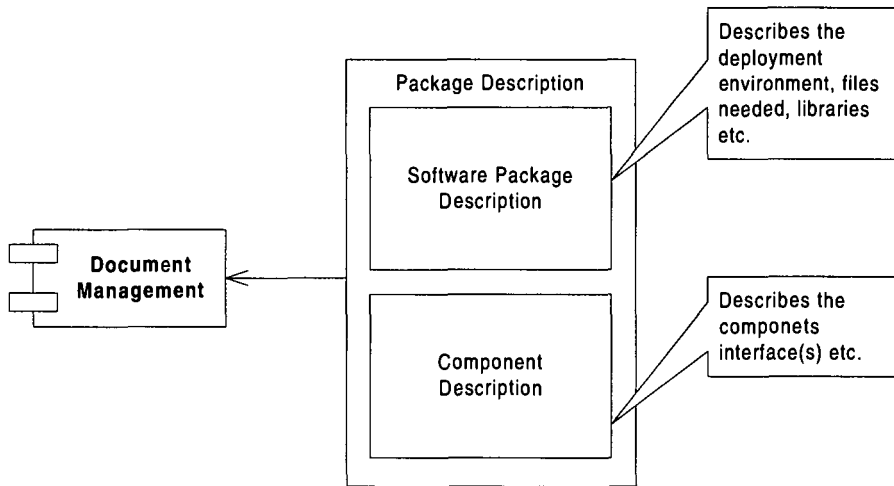 Describes the
deployment
environment, files
needed, libraries
etc.
Package Description
Software Package
Description
Document
Management
Describes the
componets
interface(s) etc.
Component
Description